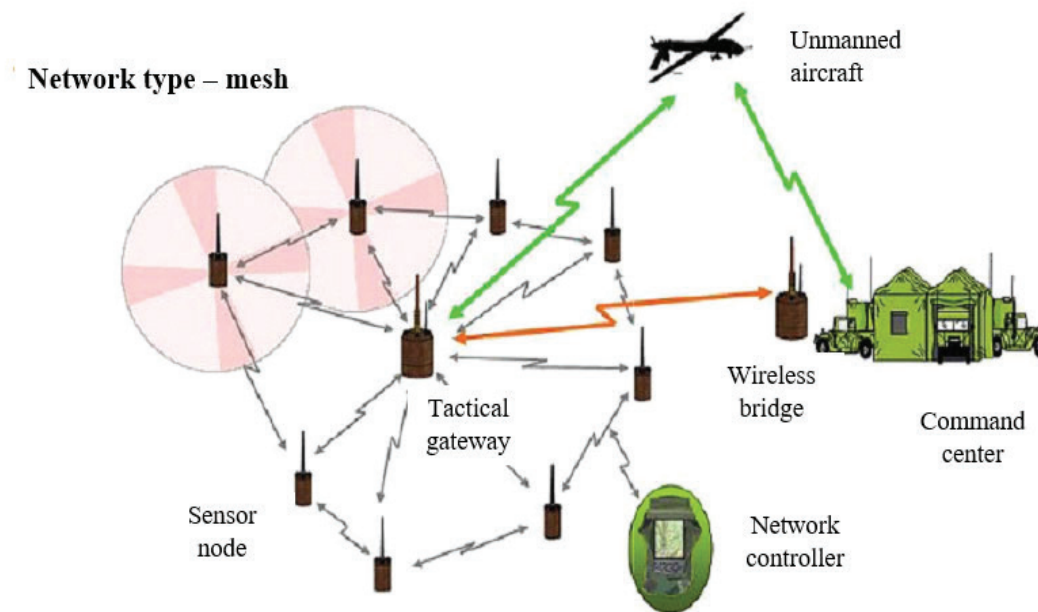 Network type – mesh
Unmanned
aircraft
Tactical
gateway
Wireless
bridge
Command
center
Sensor
node
Network
controller